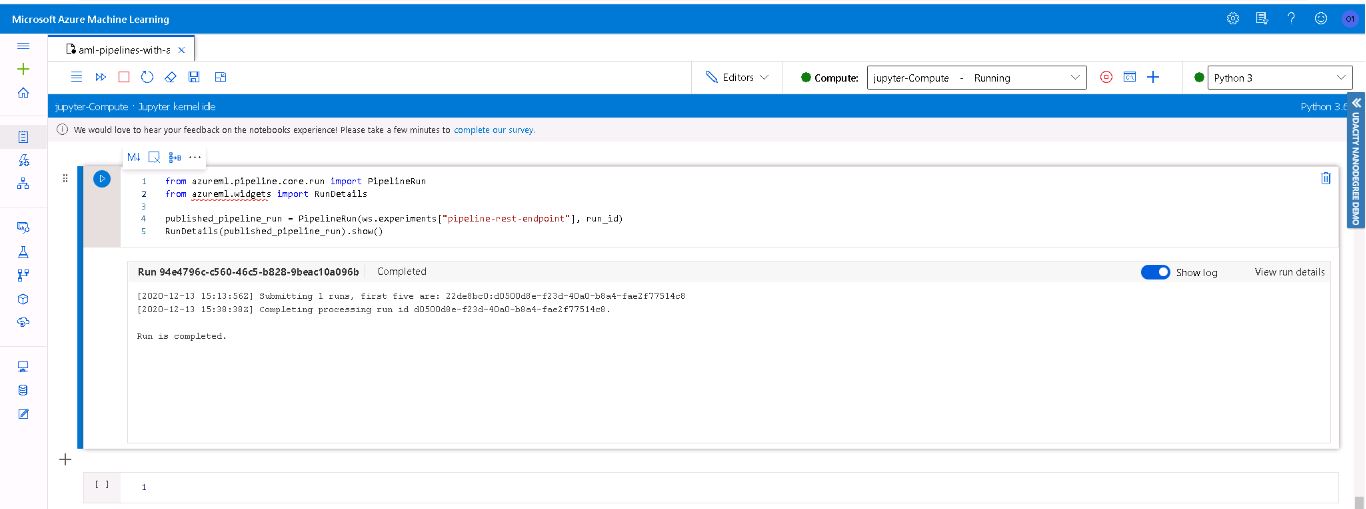 Microsoft Azure Machine Learning
01
aml-pipelines-with-a
Editors
Compute: jupyter-Compute - Running
Python 3
jupyter-Compute · Jupyter kernel idle
Python 3.6
We would love to hear your feedback on the notebooks experience! Please take a few minutes to complete our survey.
UDACITY NANODEGREE DEMO
M↓
1 from azureml.pipeline.core.run import PipelineRun
2 from azureml.widgets import RunDetails
3
4 published_pipeline_run = PipelineRun(ws.experiments["pipeline-rest-endpoint"], run_id)
5 RunDetails(published_pipeline_run).show()
Run 94e4796c-c560-46c5-b828-9beac10a096b Completed
Show log
View run details
[2020-12-13 15:13:56Z] Submitting 1 runs, first five are: 22de8bc0:d0500d8e-f23d-40a0-b8a4-fae2f77514c8
[2020-12-13 15:38:38Z] Completing processing run id d0500d8e-f23d-40a0-b8a4-fae2f77514c8.
Run is completed.
[ ] 1